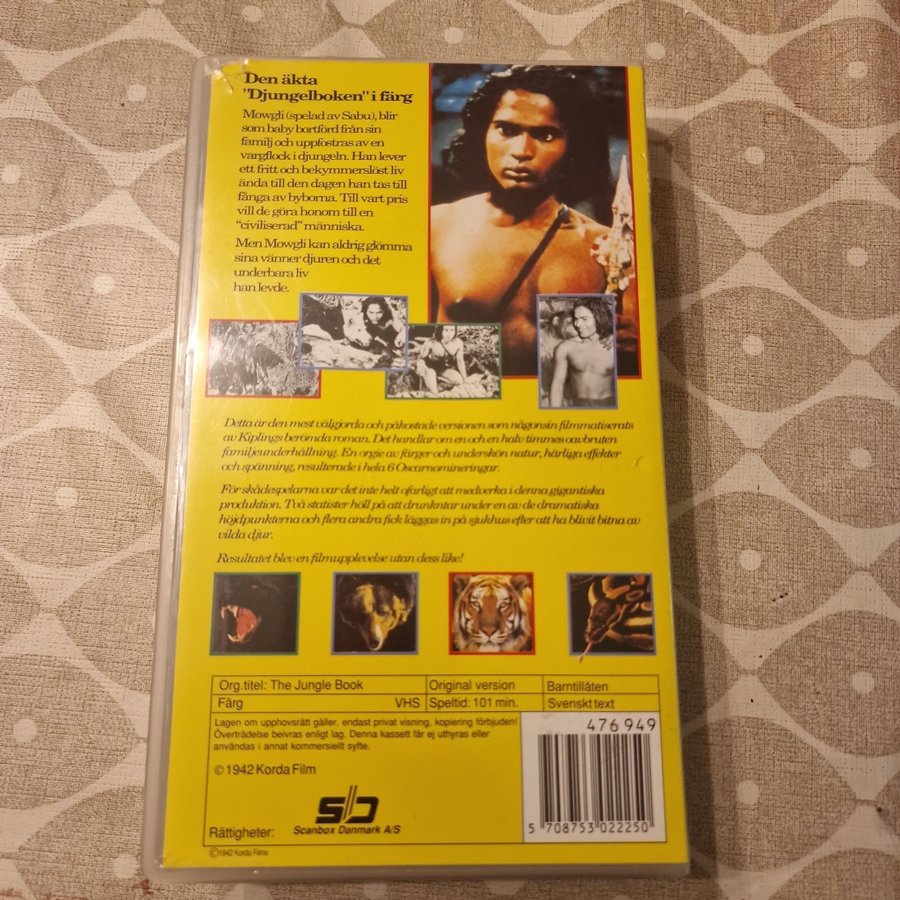 Den äkta
"Djungelboken" i färg
Mowgli (spelad av Sabu), blir
som baby bortförd från sin
familj och uppfostras av en
vargflock i djungeln. Han lever
ett fritt och bekymmerslöst liv
ända till den dagen han tas till
fånga av byborna. Till vart pris
vill de göra honom till en
"civiliserad" människa.
Men Mowgli kan aldrig glömma
sina vänner djuren och det
underbara liv
han levde.
Detta är den mest välgjorda och påkostade versionen som någonsin filmmatiserats
av Kiplings berömda roman. Det handlar om en och en halv timmes oavbruten
familjeunderhållning. En orgie av färger och underskön natur, härliga effekter
och spänning, resulterade i hela 6 Oscarnomineringar.
För skådespelarna var det inte helt ofarligt att medverka i denna gigantiska
produktion. Två statister höll på att drunkntar under en av de dramatiska
höjdpunkterna och flera andra fick läggas in på sjukhus efter att ha blivit bitna av
vilda djur.
Resultatet blev en filmupplevelse utan dess like!
Org.titel: The Jungle Book Original version Barntillåten
Färg VHS Speltid: 101 min. Svensk text
Lagen om upphovsrätt gäller, endast privat visning, kopiering förbjuden!
Överträdelse beivras enligt lag. Denna kassett får ej uthyras eller
användas i annat kommersiellt syfte.
476 949
© 1942 Korda Film
Rättigheter: Scanbox Danmark A/S
5 708753 022250
©1942 Korda Films